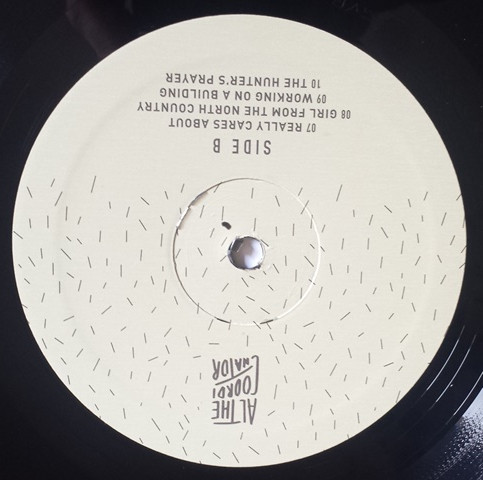 AL THE
COORDI
NATOR
SIDE B
07 REALLY CARES ABOUT
08 GIRL FROM THE NORTH COUNTRY
09 WORKING ON A BUILDING
10 THE HUNTER'S PRAYER